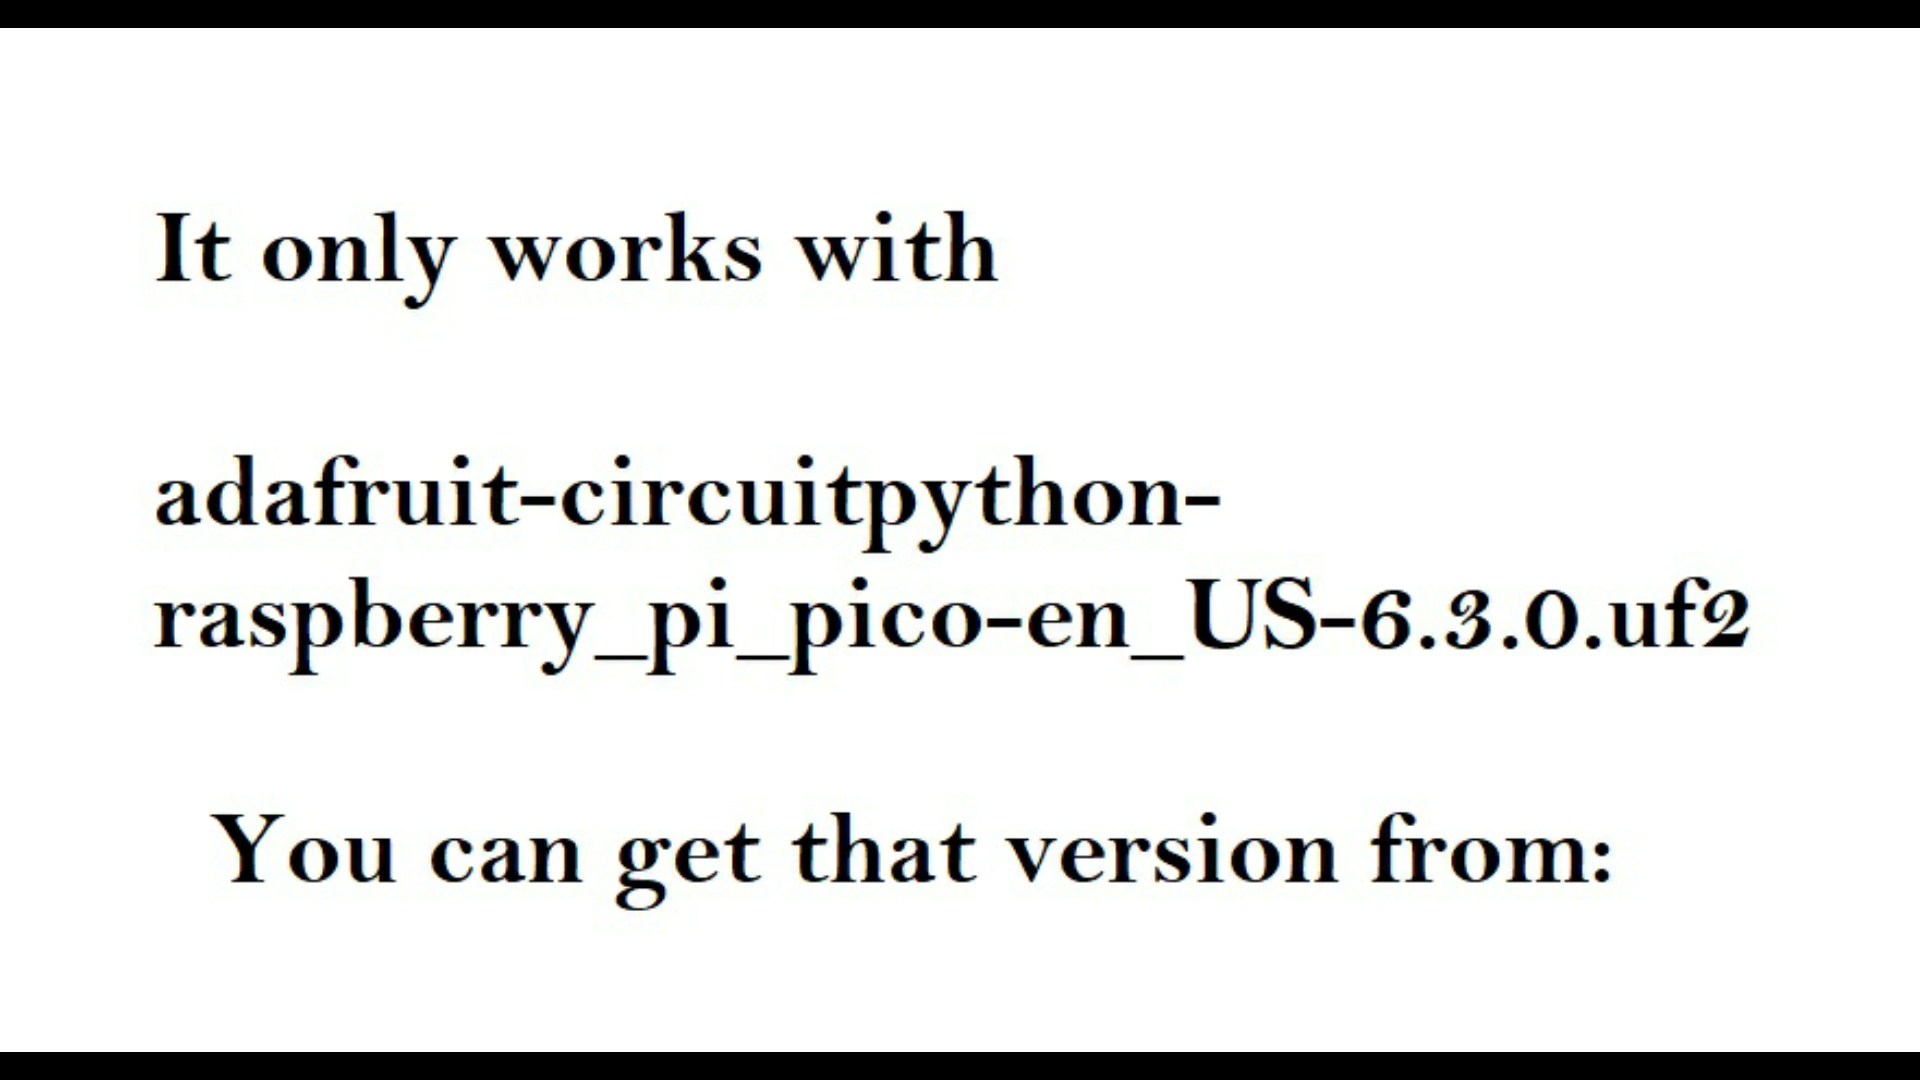 It only works with
adafruit-circuitpython-
raspberry_pi_pico-en_US-6.3.0.uf2
You can get that version from: